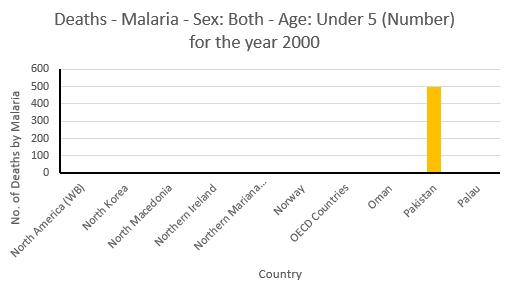 Deaths - Malaria - Sex: Both - Age: Under 5 (Number)
for the year 2000
No. of Deaths by Malaria
600
500
400
300
200
100
0
North America (WB)
North Korea
North Macedonia
Northern Ireland
Northern Mariana...
Norway
OECD Countries
Oman
Pakistan
Palau
Country